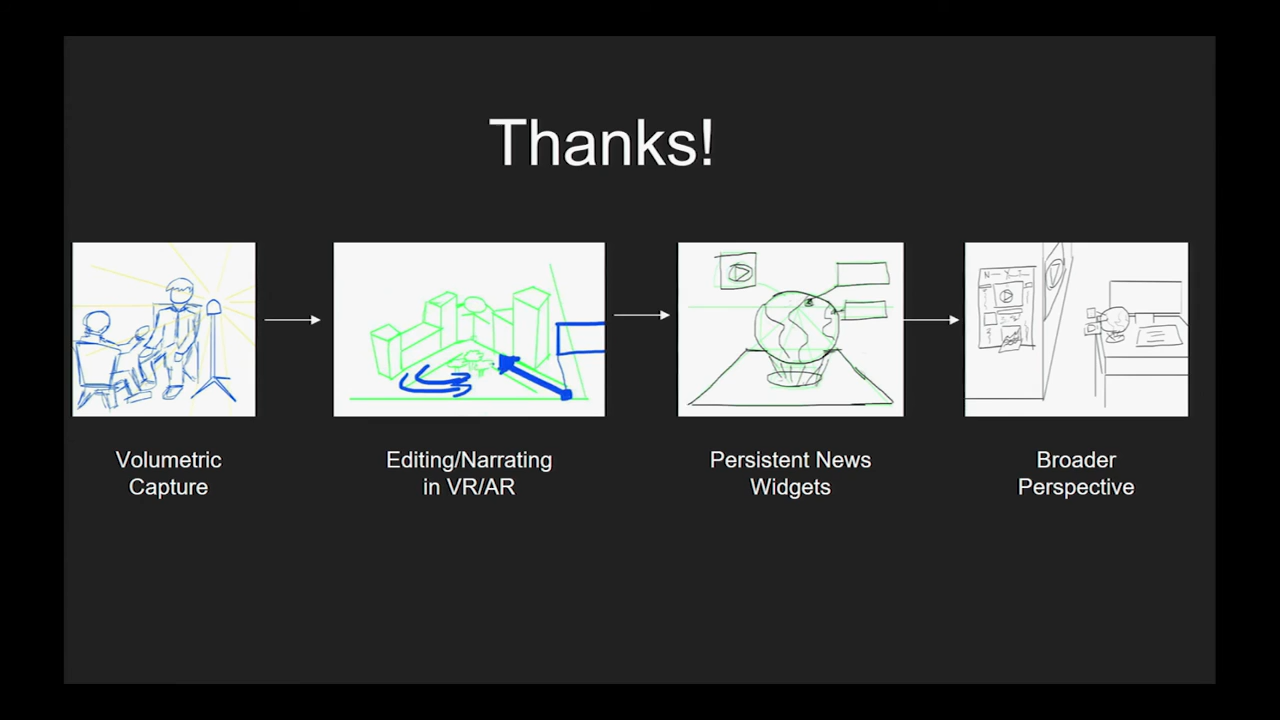 Thanks!
Volumetric
Capture
Editing/Narrating
in VR/AR
Persistent News
Widgets
Broader
Perspective